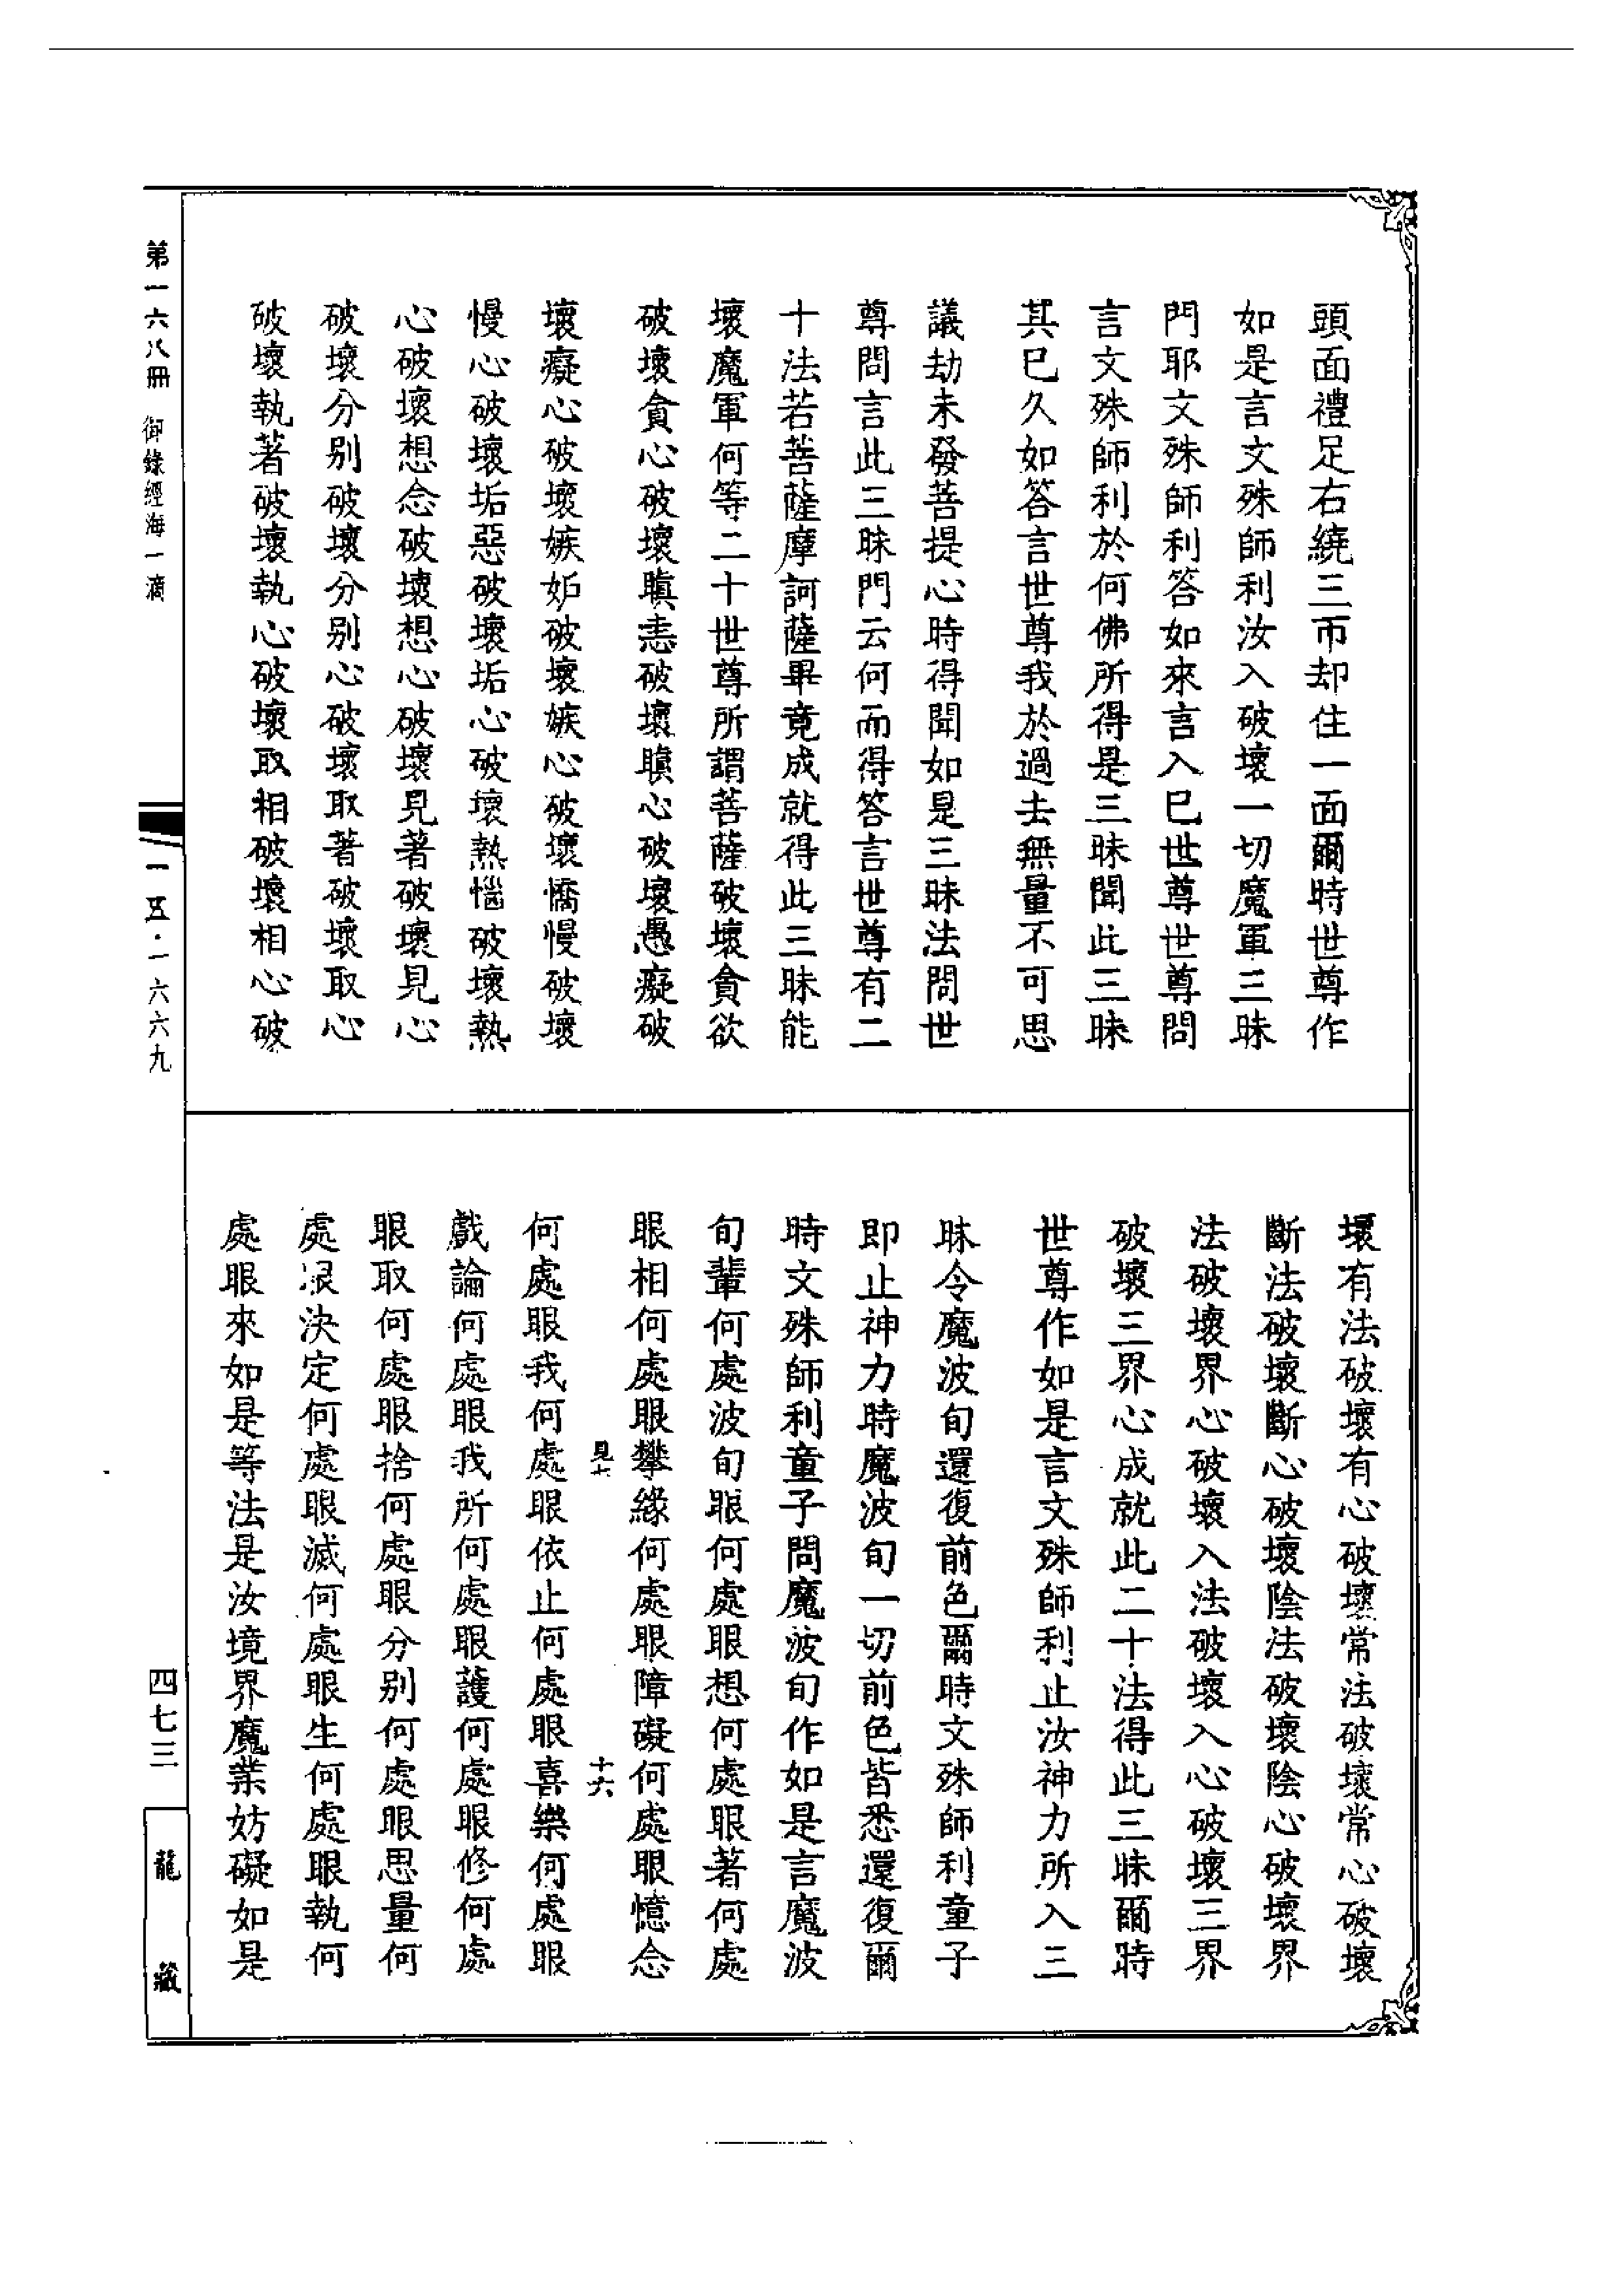 頭面禮足右繞三帀却住一面爾時世尊作
如是言文殊師利汝入破壞一切魔軍三昧
門耶文殊師利答如來言入巳世尊世尊問
言文殊師利於何佛所得是三昧聞此三昧
其巳久如答言世尊我於過去無量不可思
議劫未發菩提心時得聞如是三昧法問世
尊問言此三昧門云何而得答言世尊有二
十法若菩薩摩訶薩畢竟成就得此三昧能
壞魔軍何等二十世尊所謂菩薩破壞貪欲
破壞貪心破壞瞋恚破壞瞋心破壞愚癡破
壞癡心破壞嫉妒破壞嫉心破壞憍慢破壞
慢心破壞垢惡破壞垢心破壞熱惱破壞熱
心破壞想念破壞想心破壞見著破壞見心
破壞分別破壞分別心破壞取著破壞取心
破壞執著破壞執心破壞取相破壞相心破
壞有法破壞有心破壞常法破壞常心破壞
斷法破壞斷心破壞陰法破壞陰心破壞界
法破壞界心破壞入法破壞入心破壞三界
破壞三界心成就此二十法得此三昧爾時
世尊作如是言文殊師利止汝神力所入三
昧令魔波旬還復前色爾時文殊師利童子
即止神力時魔波旬一切前色皆悉還復爾
時文殊師利童子問魔波旬作如是言魔波
旬輩何處波旬眼何處眼想何處眼著何處
眼相何處眼攀緣何處眼障礙何處眼憶念
見七 十六
何處眼我何處眼依止何處眼喜樂何處眼
戲論何處眼我所何處眼護何處眼修何處
眼取何處眼捨何處眼分別何處眼思量何
處眼決定何處眼滅何處眼生何處眼執何
處眼來如是等法是汝境界魔業妨礙如是
第一六八冊 御錄經海一滴
一五·一六六九
四七三
龍藏